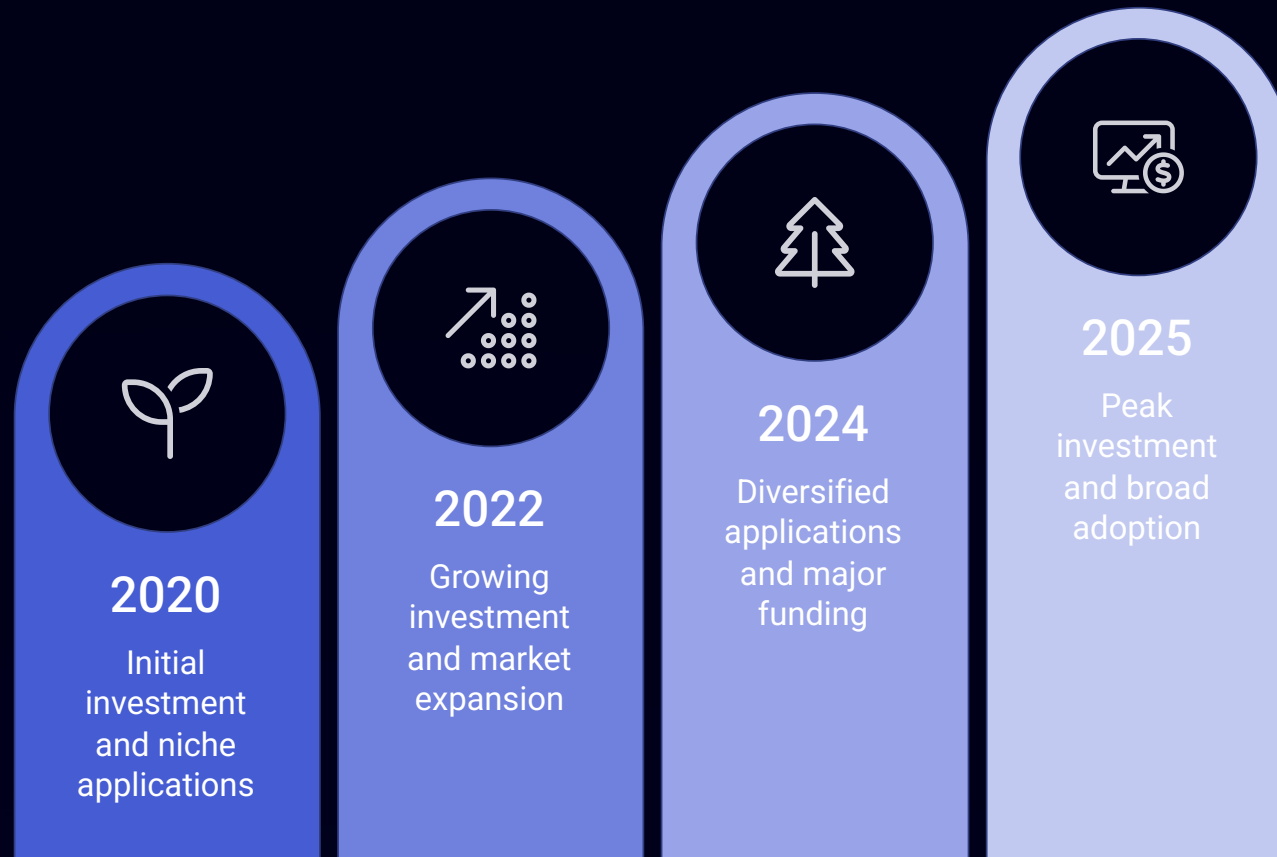 2020
Initial
investment
and niche
applications
2022
Growing
investment
and market
expansion
2024
Diversified
applications
and major
funding
2025
Peak
investment
and broad
adoption